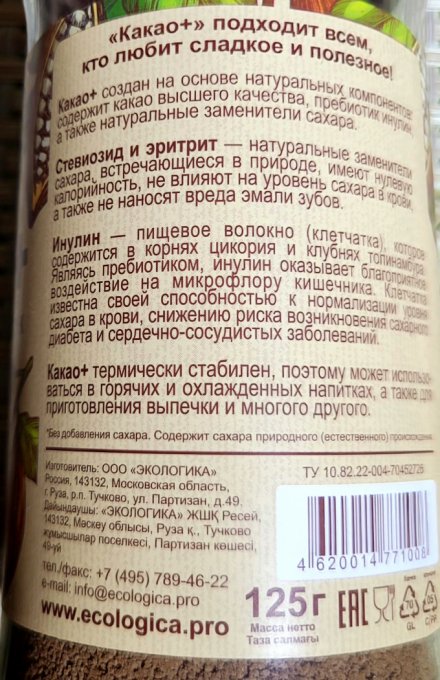 «Какао+» подходит всем,
кто любит сладкое и полезное!
Какао+ создан на основе натуральных компонентов:
содержит какао высшего качества, пребиотик инулин,
а также натуральные заменители сахара.
Стевиозид и эритрит — натуральные заменители
сахара, встречающиеся в природе, имеют нулевую
калорийность, не влияют на уровень сахара в крови,
а также не наносят вреда эмали зубов.
Инулин — пищевое волокно (клетчатка), которое
содержится в корнях цикория и клубнях топинамбура.
Являясь пребиотиком, инулин оказывает благоприятное
воздействие на микрофлору кишечника. Клетчатка
известна своей способностью к нормализации уровня
сахара в крови, снижению риска возникновения сахарного
диабета и сердечно-сосудистых заболеваний.
Какао+ термически стабилен, поэтому может использо-
ваться в горячих и охлажденных напитках, а также для
приготовления выпечки и многого другого.
*Без добавления сахара. Содержит сахара природного (естественного) происхождения.
Изготовитель: ООО «ЭКОЛОГИКА»
Россия, 143132, Московская область,
г. Руза, р.п. Тучково, ул. Партизан, д.49.
Дайындаушы: «ЭКОЛОГИКА» ЖШҚ Ресей,
143132, Мәскеу облысы, Руза қ., Тучково
жұмысшылар поселкесі, Партизан көшесі,
49-үй
тел./факс: +7 (495) 789-46-22
e-mail: info@ecologica.pro
www.ecologica.pro
ТУ 10.82.22-004-70452726
4 620014 771008
125г
Масса нетто
Таза салмағы
EAC
70
GL
05
C/PP